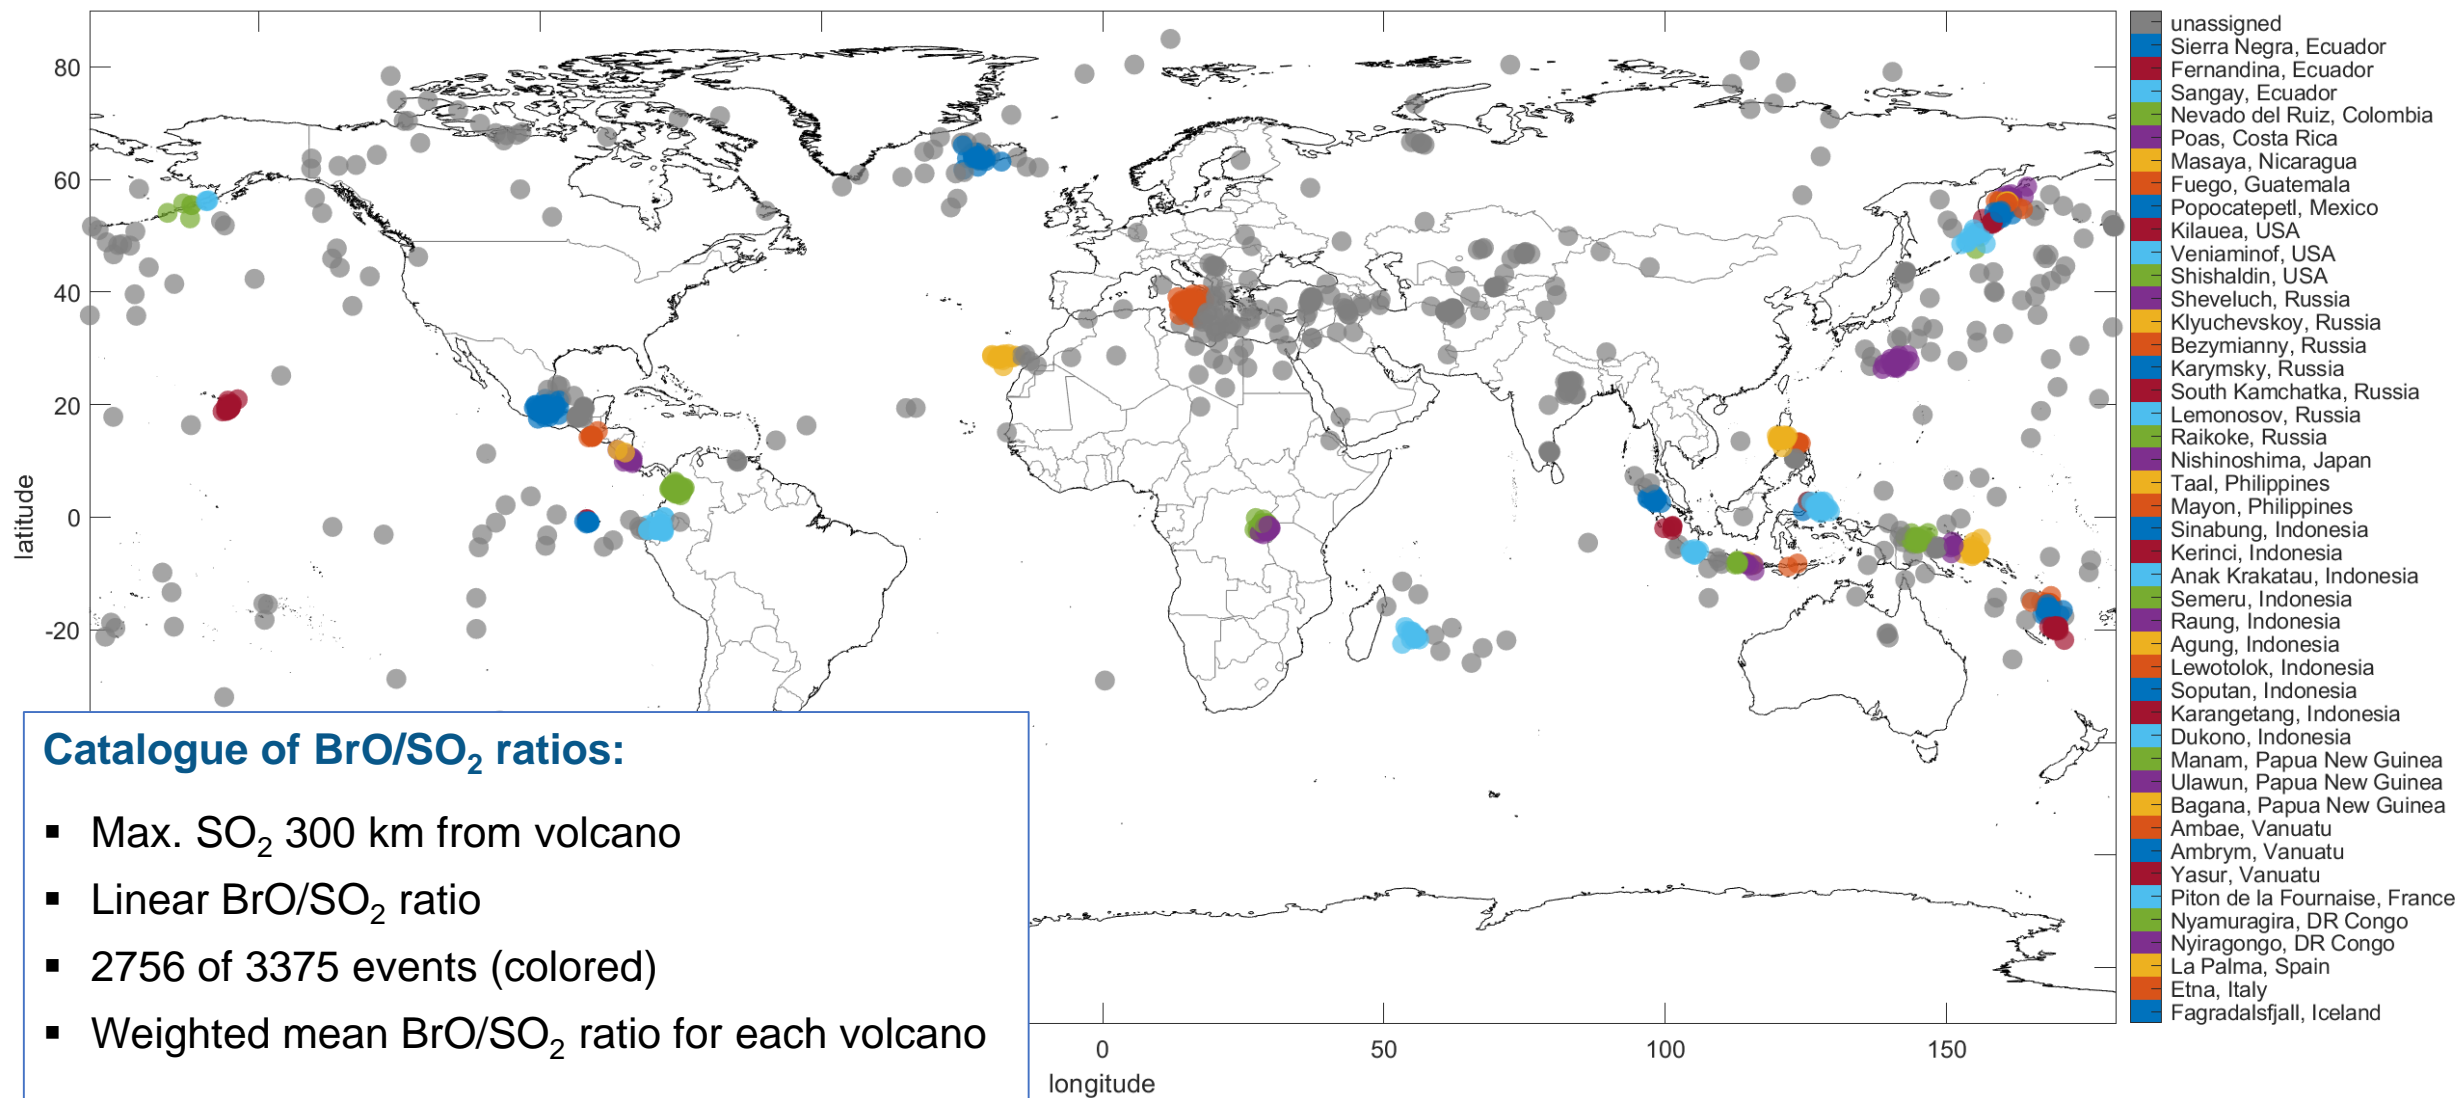 80
60
40
20
0
-20
latitude
0
50
100
150
longitude
Catalogue of BrO/SO2 ratios:
▪ Max. SO2 300 km from volcano
▪ Linear BrO/SO2 ratio
▪ 2756 of 3375 events (colored)
▪ Weighted mean BrO/SO2 ratio for each volcano
unassigned
Sierra Negra, Ecuador
Fernandina, Ecuador
Sangay, Ecuador
Nevado del Ruiz, Colombia
Poas, Costa Rica
Masaya, Nicaragua
Fuego, Guatemala
Popocatepetl, Mexico
Kilauea, USA
Veniaminof, USA
Shishaldin, USA
Sheveluch, Russia
Klyuchevskoy, Russia
Bezymianny, Russia
Karymsky, Russia
South Kamchatka, Russia
Lemonosov, Russia
Raikoke, Russia
Nishinoshima, Japan
Taal, Philippines
Mayon, Philippines
Sinabung, Indonesia
Kerinci, Indonesia
Anak Krakatau, Indonesia
Semeru, Indonesia
Raung, Indonesia
Agung, Indonesia
Lewotolok, Indonesia
Soputan, Indonesia
Karangetang, Indonesia
Dukono, Indonesia
Manam, Papua New Guinea
Ulawun, Papua New Guinea
Bagana, Papua New Guinea
Ambae, Vanuatu
Ambrym, Vanuatu
Yasur, Vanuatu
Piton de la Fournaise, France
Nyamuragira, DR Congo
Nyiragongo, DR Congo
La Palma, Spain
Etna, Italy
Fagradalsfjall, Iceland